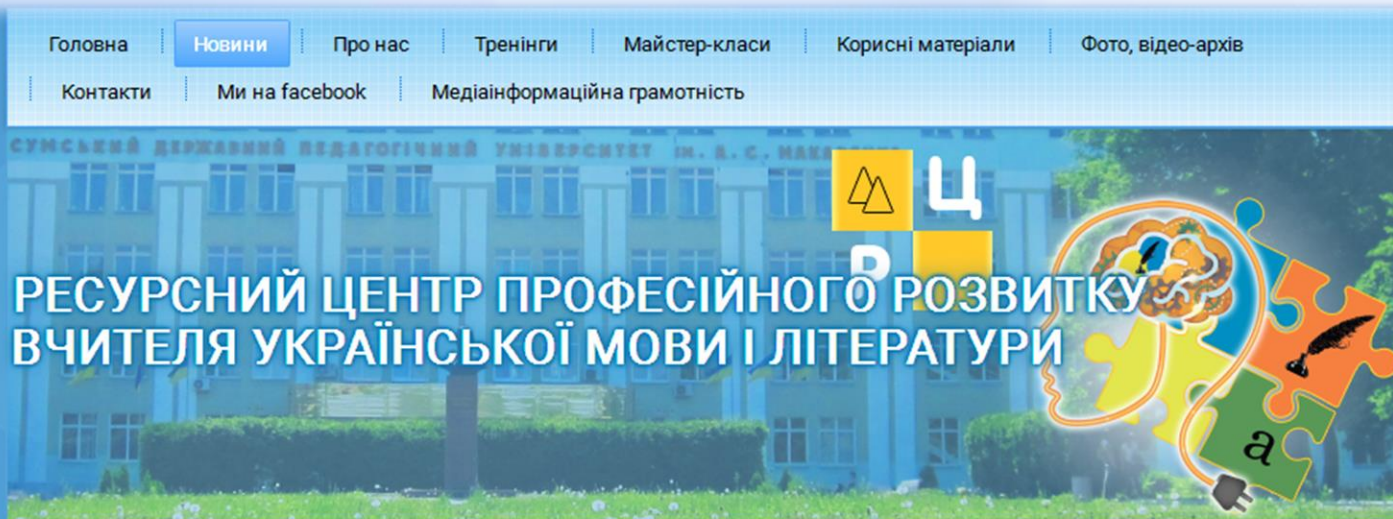 Головна Новини Про нас Тренінги Майстер-класи Корисні матеріали Фото, відео-архів
Контакти Ми на facebook Медіаінформаційна грамотність
СУМСЬКИЙ ДЕРЖАВНИЙ ПЕДАГОГІЧНИЙ УНІВЕРСИТЕТ ІМ. А. С.
Ц
Р
РЕСУРСНИЙ ЦЕНТР ПРОФЕСІЙНОГО РОЗВИТКУ
ВЧИТЕЛЯ УКРАЇНСЬКОЇ МОВИ І ЛІТЕРАТУРИ
а